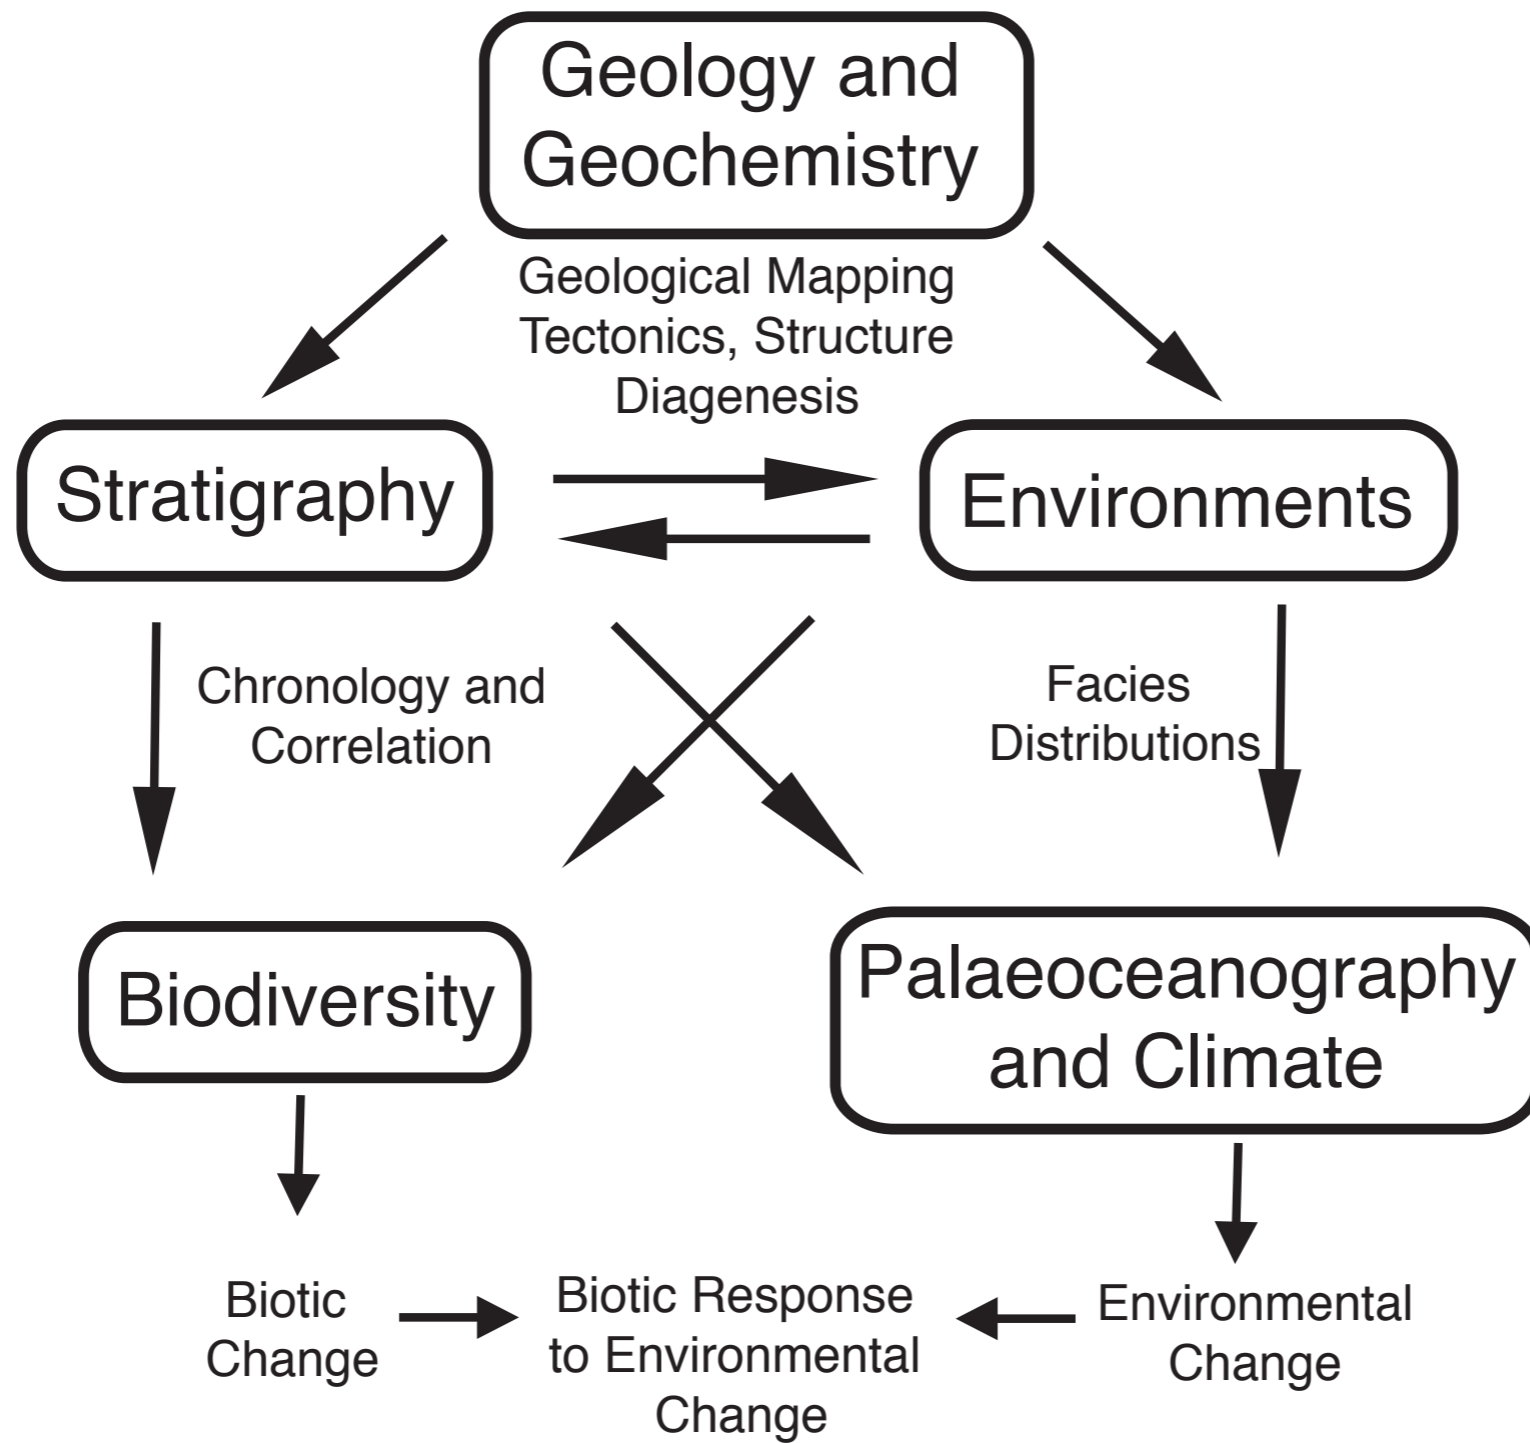 Geology and
Geochemistry
Geological Mapping
Tectonics, Structure
Diagenesis
Stratigraphy
Environments
Chronology and
Correlation
Facies
Distributions
Biodiversity
Palaeoceanography
and Climate
Biotic
Change
Biotic Response
to Environmental
Change
Environmental
Change